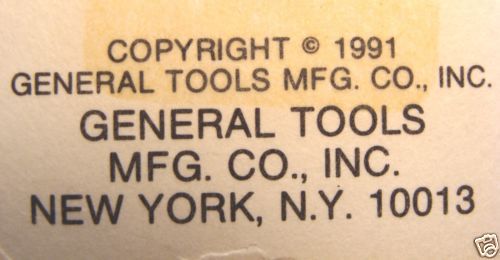 COPYRIGHT © 1991
GENERAL TOOLS MFG. CO., INC.
GENERAL TOOLS
MFG. CO., INC.
NEW YORK, N.Y. 10013